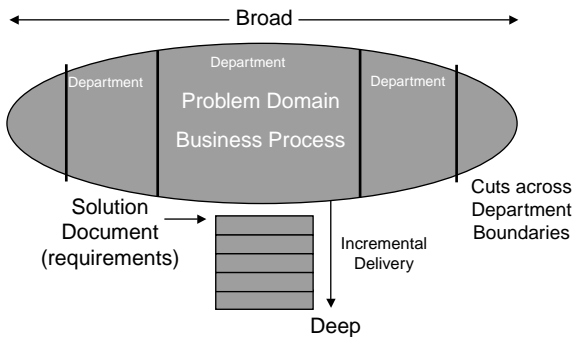 Broad
Department
Department
Department
Problem Domain
Business Process
Cuts across
Department
Boundaries
Solution
Document
(requirements)
Incremental
Delivery
Deep